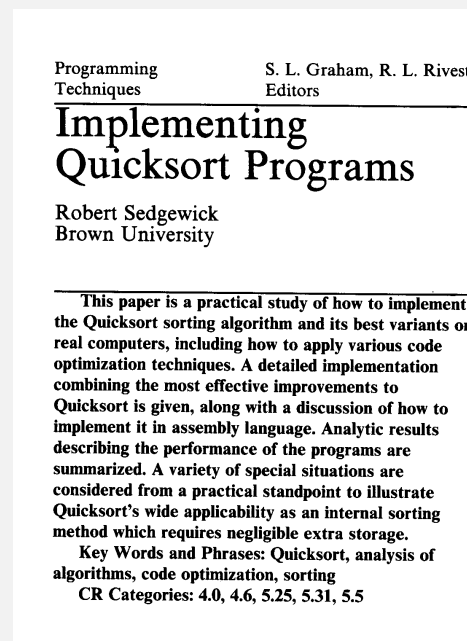 Programming
Techniques
S. L. Graham, R. L. Rivest
Editors
Implementing
Quicksort Programs
Robert Sedgewick
Brown University
This paper is a practical study of how to implement
the Quicksort sorting algorithm and its best variants on
real computers, including how to apply various code
optimization techniques. A detailed implementation
combining the most effective improvements to
Quicksort is given, along with a discussion of how to
implement it in assembly language. Analytic results
describing the performance of the programs are
summarized. A variety of special situations are
considered from a practical standpoint to illustrate
Quicksort's wide applicability as an internal sorting
method which requires negligible extra storage.
Key Words and Phrases: Quicksort, analysis of
algorithms, code optimization, sorting
CR Categories: 4.0, 4.6, 5.25, 5.31, 5.5